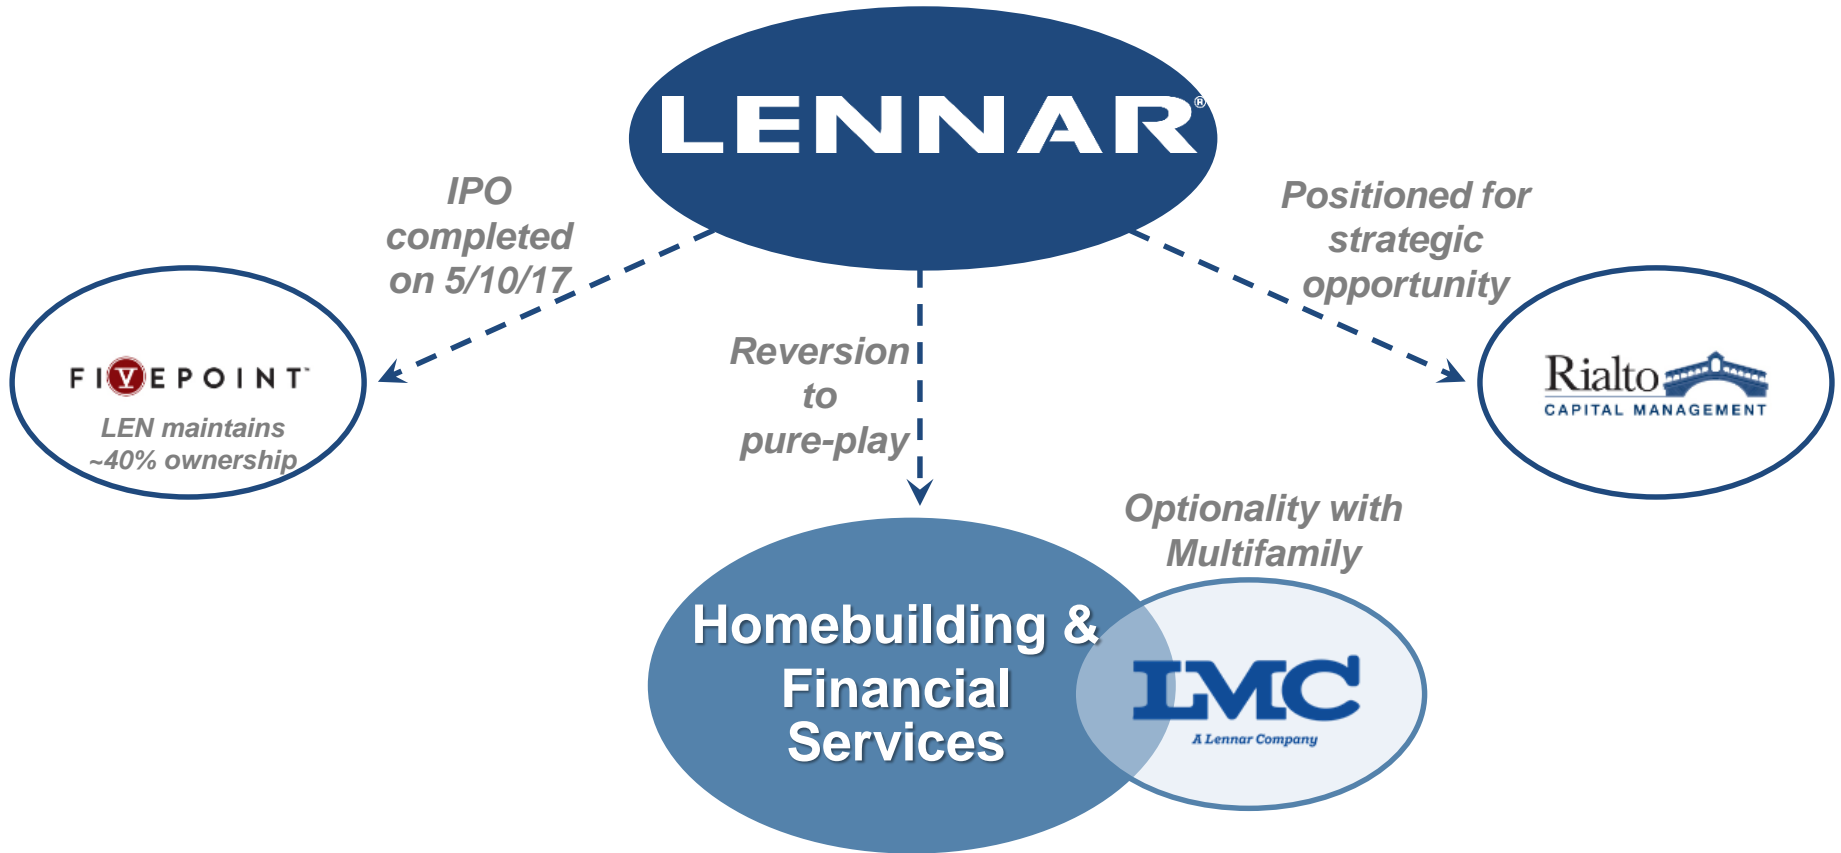 LENNAR®
IPO
completed
on 5/10/17
Positioned for
strategic
opportunity
FIVEPOINT™
LEN maintains
~40% ownership
Reversion
to
pure-play
Rialto
CAPITAL MANAGEMENT
Optionality with
Multifamily
Homebuilding &
Financial
Services
LMC
A Lennar Company